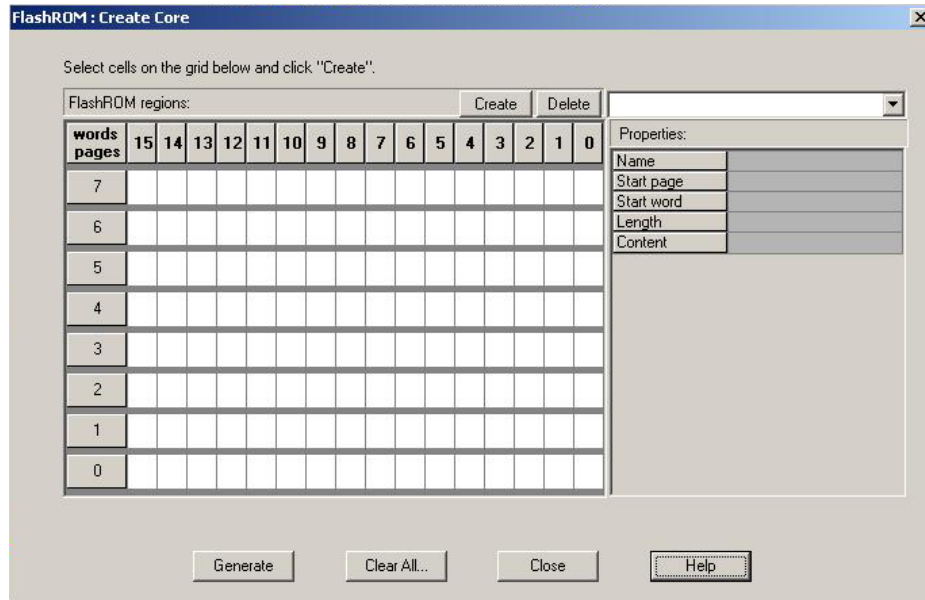 FlashROM : Create Core
Select cells on the grid below and click "Create".
FlashROM regions: Create Delete
words pages 15 14 13 12 11 10 9 8 7 6 5 4 3 2 1 0
7
6
5
4
3
2
1
0
Properties:
Name
Start page
Start word
Length
Content
Generate Clear All... Close Help